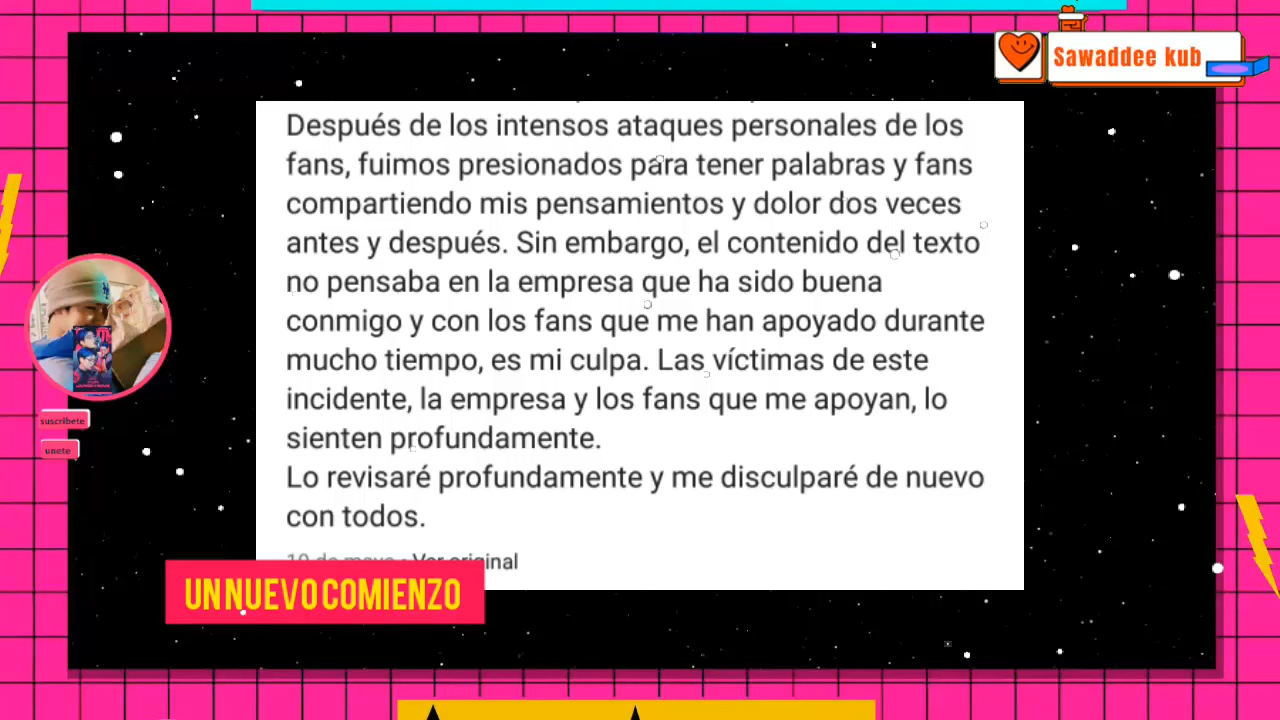 Sawaddee kub
Después de los intensos ataques personales de los
fans, fuimos presionados para tener palabras y fans
compartiendo mis pensamientos y dolor dos veces
antes y después. Sin embargo, el contenido del texto
no pensaba en la empresa que ha sido buena
conmigo y con los fans que me han apoyado durante
mucho tiempo, es mi culpa. Las víctimas de este
incidente, la empresa y los fans que me apoyan, lo
sienten profundamente.
Lo revisaré profundamente y me disculparé de nuevo
con todos.
de mayo · Ver original
suscribete
unete
UN NUEVO COMIENZO